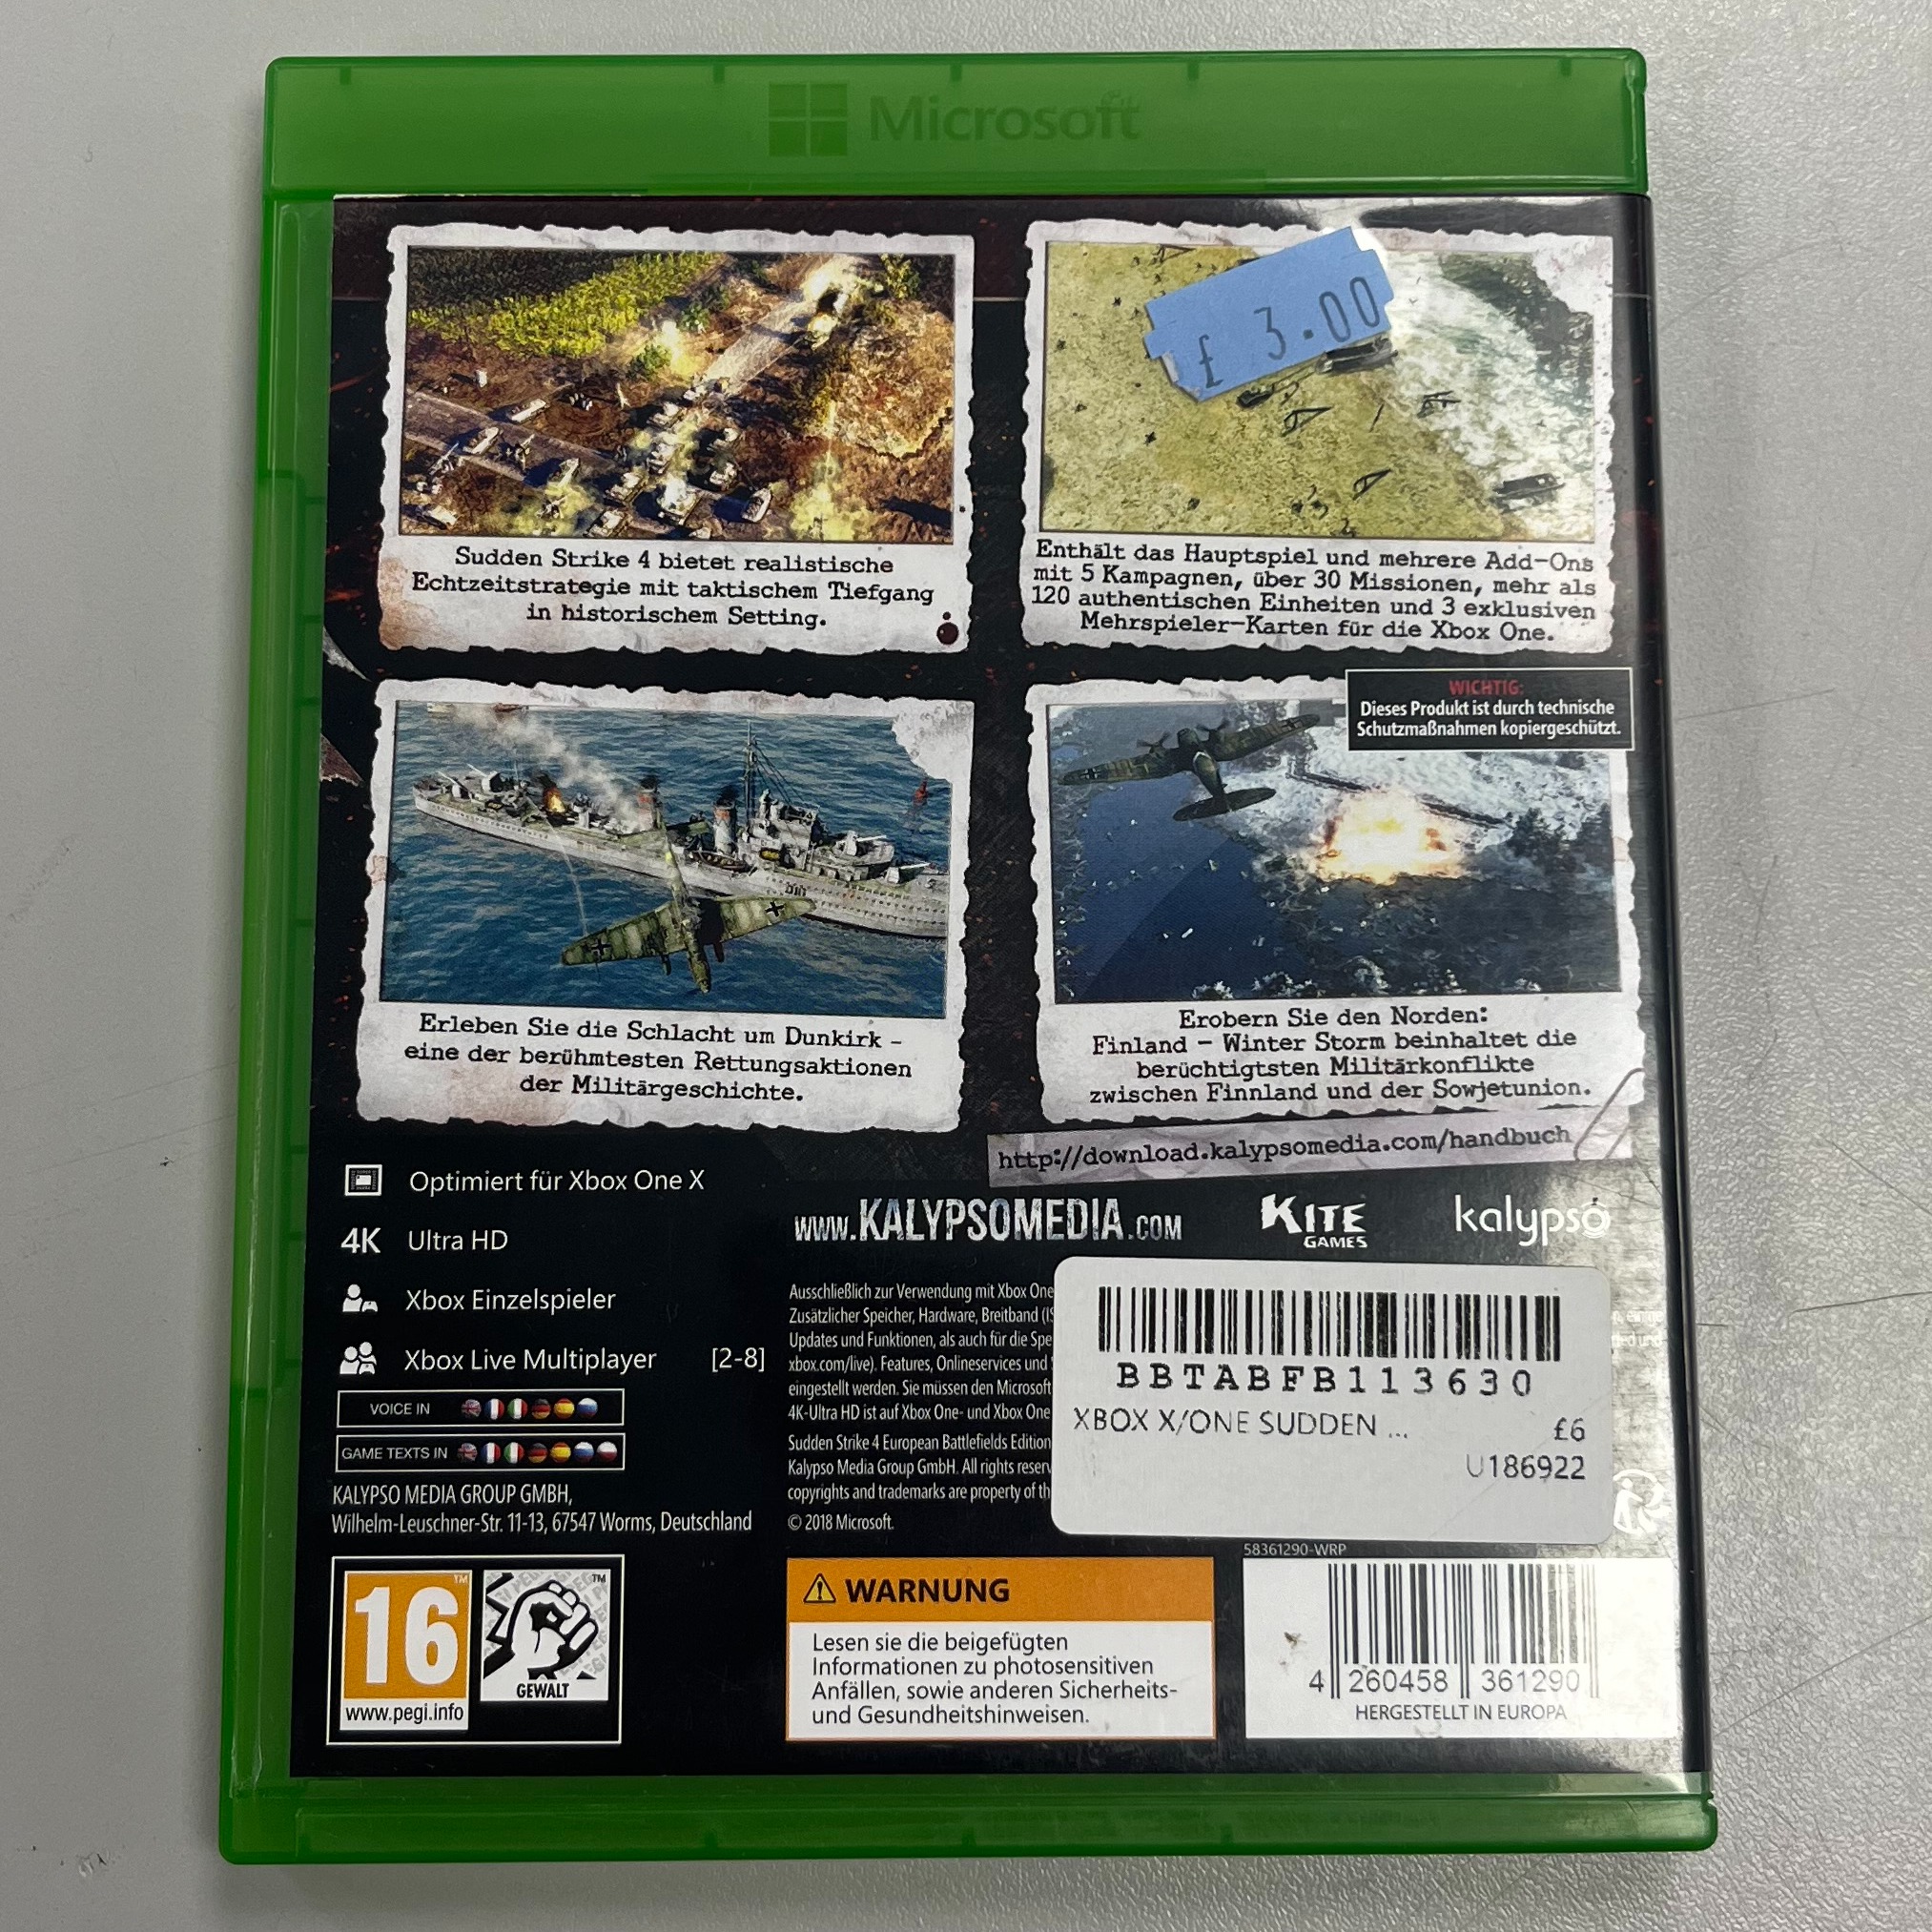 Microsoft
£ 3.00
Sudden Strike 4 bietet realistische
Echtzeitstrategie mit taktischem Tiefgang
in historischem Setting.
Enthält das Hauptspiel und mehrere Add-Ons
mit 5 Kampagnen, über 30 Missionen, mehr als
120 authentischen Einheiten und 3 exklusiven
Mehrspieler-Karten für die Xbox One.
WICHTIG:
Dieses Produkt ist durch technische
Schutzmaßnahmen kopiergeschützt.
Erleben Sie die Schlacht um Dunkirk -
eine der berühmtesten Rettungsaktionen
der Militärgeschichte.
Erobern Sie den Norden:
Finland - Winter Storm beinhaltet die
berüchtigtsten Militärkonflikte
zwischen Finnland und der Sowjetunion.
http://download.kalypsomedia.com/handbuch
Optimiert für Xbox One X
4K Ultra HD
Xbox Einzelspieler
Xbox Live Multiplayer [2-8]
VOICE IN
GAME TEXTS IN
KALYPSO MEDIA GROUP GMBH,
Wilhelm-Leuschner-Str. 11-13, 67547 Worms, Deutschland
WWW.KALYPSOMEDIA.COM
KITE
GAMES
kalypso
Ausschließlich zur Verwendung mit Xbox One
Zusätzlicher Speicher, Hardware, Breitband
Updates und Funktionen, als auch für die Spe
xbox.com/live). Features, Onlineservices und
eingestellt werden. Sie müssen den Microsoft
4K-Ultra HD ist auf Xbox One- und Xbox One
Sudden Strike 4 European Battlefields Edition
Kalypso Media Group GmbH. All rights reserv
copyrights and trademarks are property of th
© 2018 Microsoft.
BBTABFB113630
XBOX X/ONE SUDDEN ... £6
U186922
16
www.pegi.info
GEWALT
TM
TM
WARNUNG
Lesen sie die beigefügten
Informationen zu photosensitiven
Anfällen, sowie anderen Sicherheits-
und Gesundheitshinweisen.
58361290-WRP
4 260458 361290
HERGESTELLT IN EUROPA